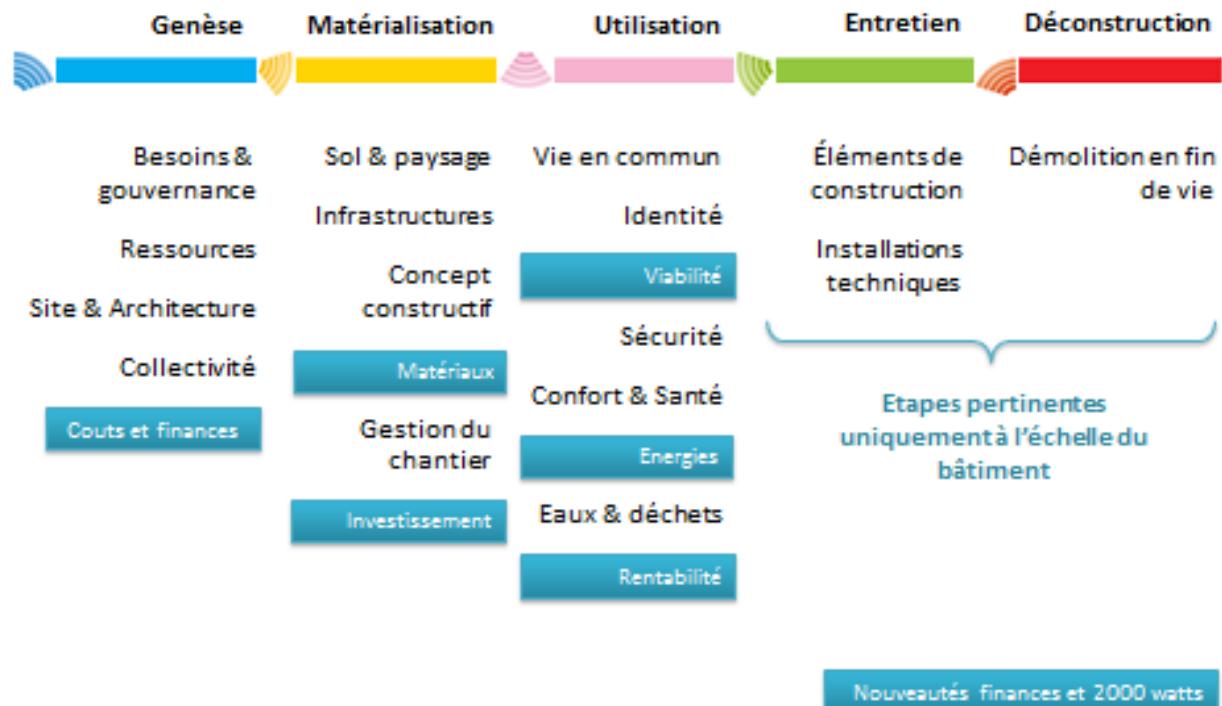 Genèse
Matérialisation
Utilisation
Entretien
Déconstruction
Besoins &
gouvernance
Ressources
Site & Architecture
Collectivité
Couts et finances
Sol & paysage
Infrastructures
Concept
constructif
Matériaux
Gestion du
chantier
Investissement
Vie en commun
Identité
Viabilité
Sécurité
Confort & Santé
Energies
Eaux & déchets
Rentabilité
Éléments de
construction
Installations
techniques
Démolition en fin
de vie
Etapes pertinentes
uniquement à l'échelle du
bâtiment
Nouveautés finances et 2000 watts